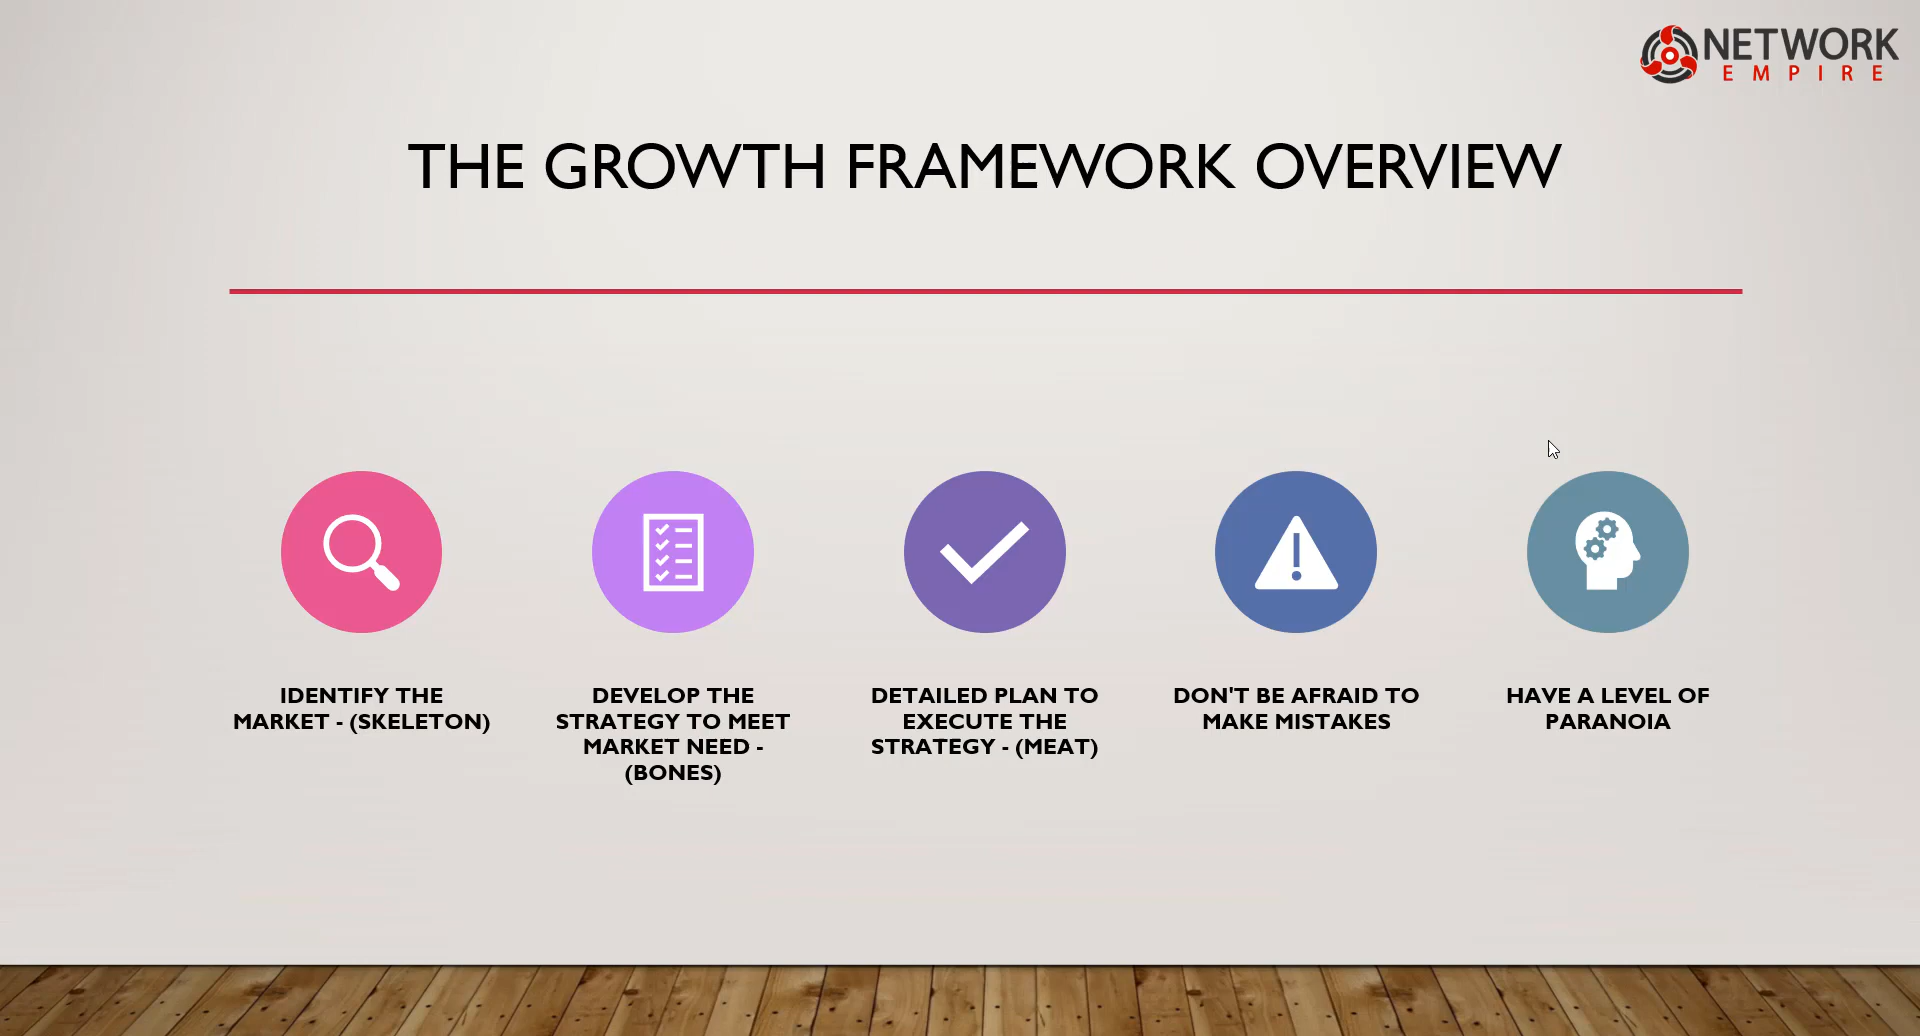 NETWORK
EMPIRE
THE GROWTH FRAMEWORK OVERVIEW
IDENTIFY THE
MARKET - (SKELETON)
DEVELOP THE
STRATEGY TO MEET
MARKET NEED -
(BONES)
DETAILED PLAN TO
EXECUTE THE
STRATEGY - (MEAT)
DON'T BE AFRAID TO
MAKE MISTAKES
HAVE A LEVEL OF
PARANOIA